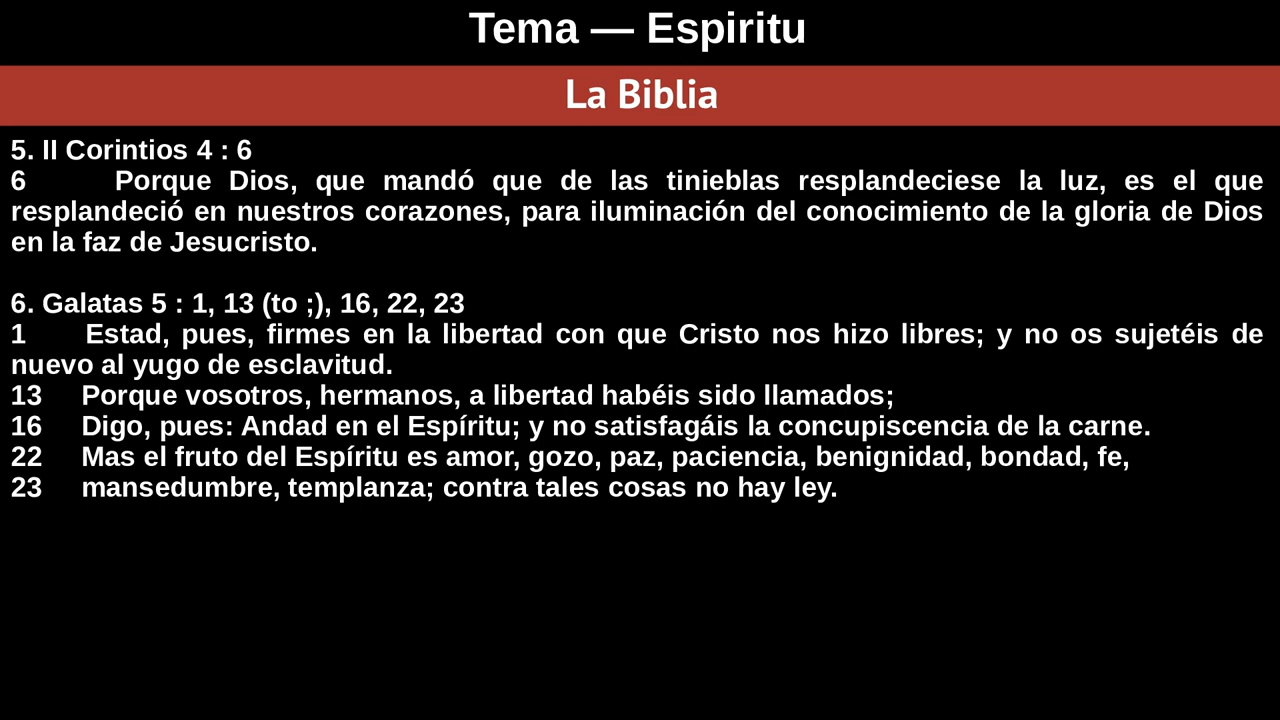 Tema — Espiritu
La Biblia
5. II Corintios 4 : 6
6 Porque Dios, que mandó que de las tinieblas resplandeciese la luz, es el que
resplandeció en nuestros corazones, para iluminación del conocimiento de la gloria de Dios
en la faz de Jesucristo.
6. Galatas 5 : 1, 13 (to ;), 16, 22, 23
1 Estad, pues, firmes en la libertad con que Cristo nos hizo libres; y no os sujetéis de
nuevo al yugo de esclavitud.
13 Porque vosotros, hermanos, a libertad habéis sido llamados;
16 Digo, pues: Andad en el Espíritu; y no satisfagáis la concupiscencia de la carne.
22 Mas el fruto del Espíritu es amor, gozo, paz, paciencia, benignidad, bondad, fe,
23 mansedumbre, templanza; contra tales cosas no hay ley.